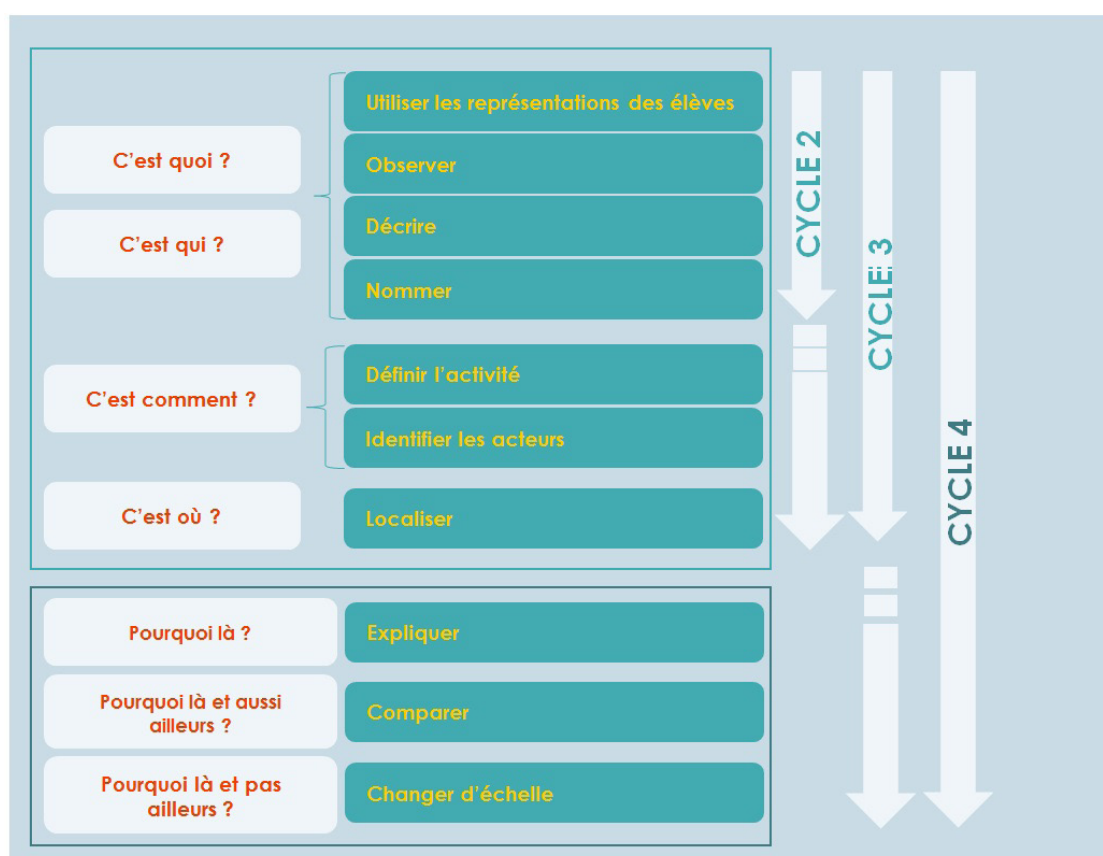 Utiliser les représentations des élèves
C'est quoi ?
Observer
C'est qui ?
Décrire
Nommer
C'est comment ?
Définir l'activité
Identifier les acteurs
C'est où ?
Localiser
Pourquoi là ?
Expliquer
Pourquoi là et aussi
ailleurs ?
Comparer
Pourquoi là et pas
ailleurs ?
Changer d'échelle
CYCLE 2
CYCLE 3
CYCLE 4